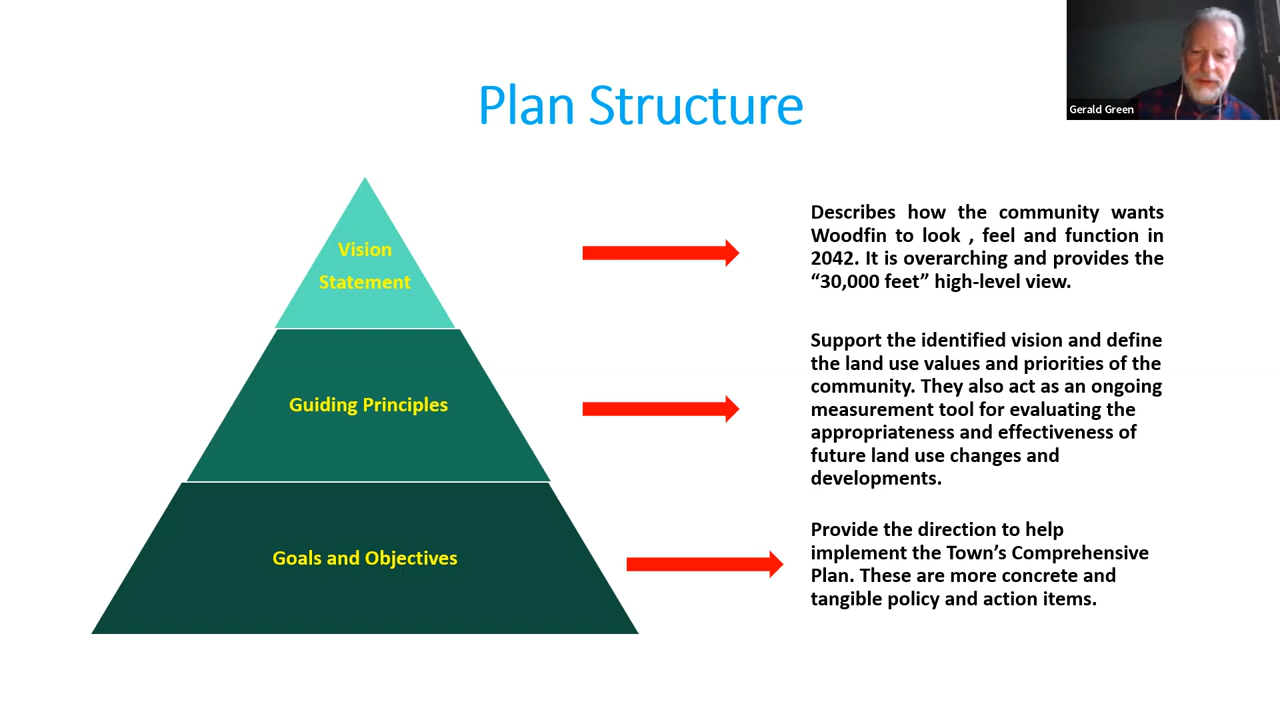 Gerald Green
Plan Structure
Vision
Statement
Describes how the community wants
Woodfin to look , feel and function in
2042. It is overarching and provides the
“30,000 feet” high-level view.
Guiding Principles
Support the identified vision and define
the land use values and priorities of the
community. They also act as an ongoing
measurement tool for evaluating the
appropriateness and effectiveness of
future land use changes and
developments.
Goals and Objectives
Provide the direction to help
implement the Town’s Comprehensive
Plan. These are more concrete and
tangible policy and action items.